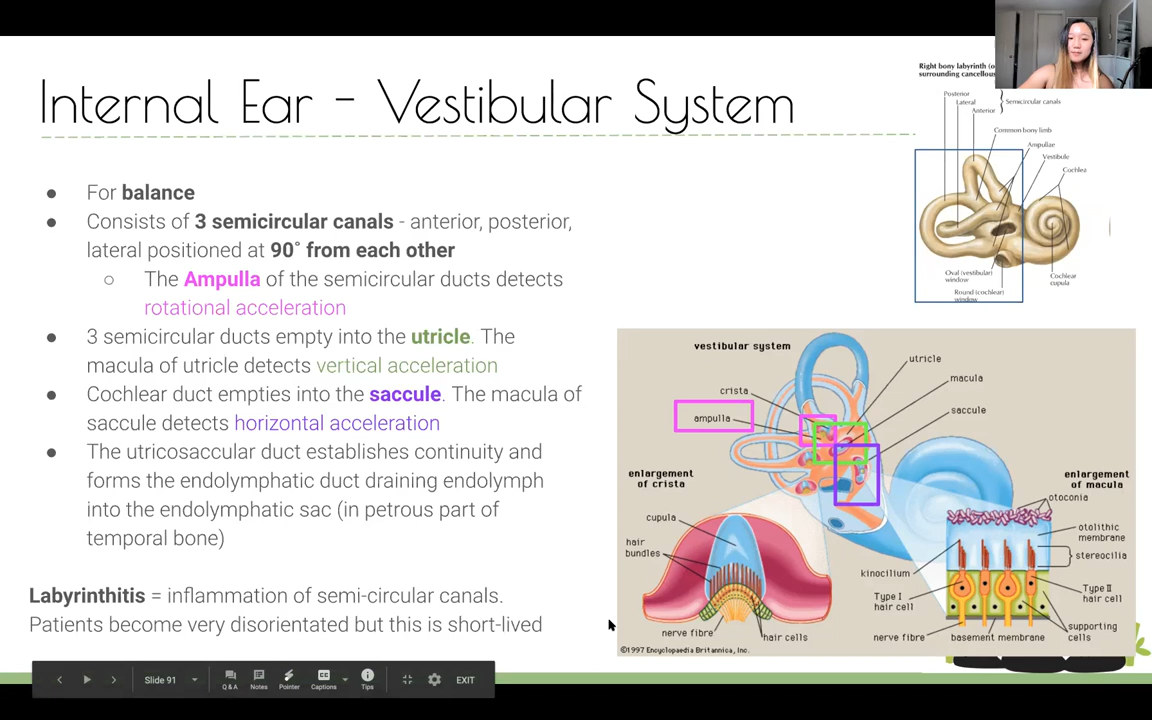 Internal Ear - Vestibular System
● For balance
● Consists of 3 semicircular canals - anterior, posterior,
lateral positioned at 90˚ from each other
○ The Ampulla of the semicircular ducts detects
rotational acceleration
● 3 semicircular ducts empty into the utricle. The
macula of utricle detects vertical acceleration
● Cochlear duct empties into the saccule. The macula of
saccule detects horizontal acceleration
● The utricosaccular duct establishes continuity and
forms the endolymphatic duct draining endolymph
into the endolymphatic sac (in petrous part of
temporal bone)
Labyrinthitis = inflammation of semi-circular canals.
Patients become very disorientated but this is short-lived
Right bony labyrinth (o
surrounding cancellous
Posterior
Lateral
Anterior
Semicircular canals
Common bony limb
Ampullae
Vestibule
Cochlea
Oval (vestibular)
window
Round (cochlear)
window
Cochlear
cupula
vestibular system
utricle
macula
saccule
crista
ampulla
enlargement
of crista
enlargement
of macula
cupula
hair
bundles
nerve fibre
hair cells
otoconia
otolithic
membrane
stereocilia
kinocilium
Type I
hair cell
Type II
hair cell
nerve fibre
basement membrane
supporting
cells
©1997 Encyclopaedia Britannica, Inc.
Slide 91
Q & A
Notes
Pointer
Captions
Tips
EXIT